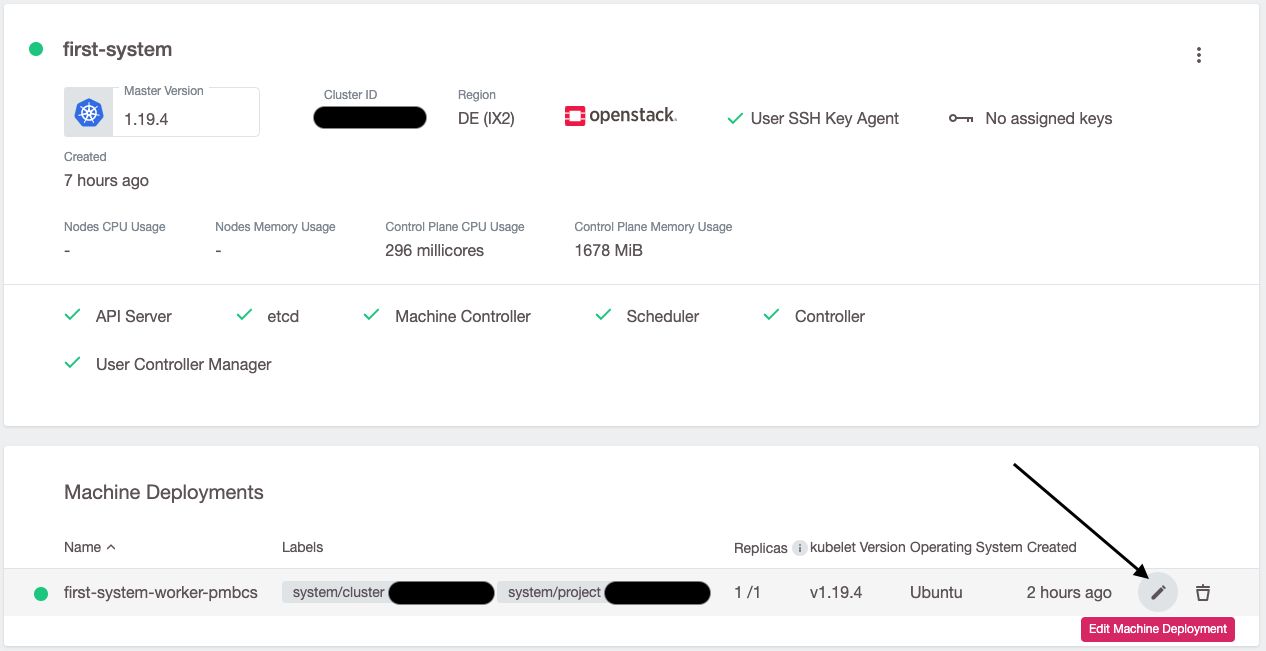 first-system
Master Version
1.19.4
Cluster ID
Region
DE (IX2)
openstack.
User SSH Key Agent
No assigned keys
Created
7 hours ago
Nodes CPU Usage
-
Nodes Memory Usage
-
Control Plane CPU Usage
296 millicores
Control Plane Memory Usage
1678 MiB
API Server
etcd
Machine Controller
Scheduler
Controller
User Controller Manager
Machine Deployments
Name Labels Replicas i kubelet Version Operating System Created
first-system-worker-pmbcs system/cluster system/project 1 /1 v1.19.4 Ubuntu 2 hours ago
Edit Machine Deployment